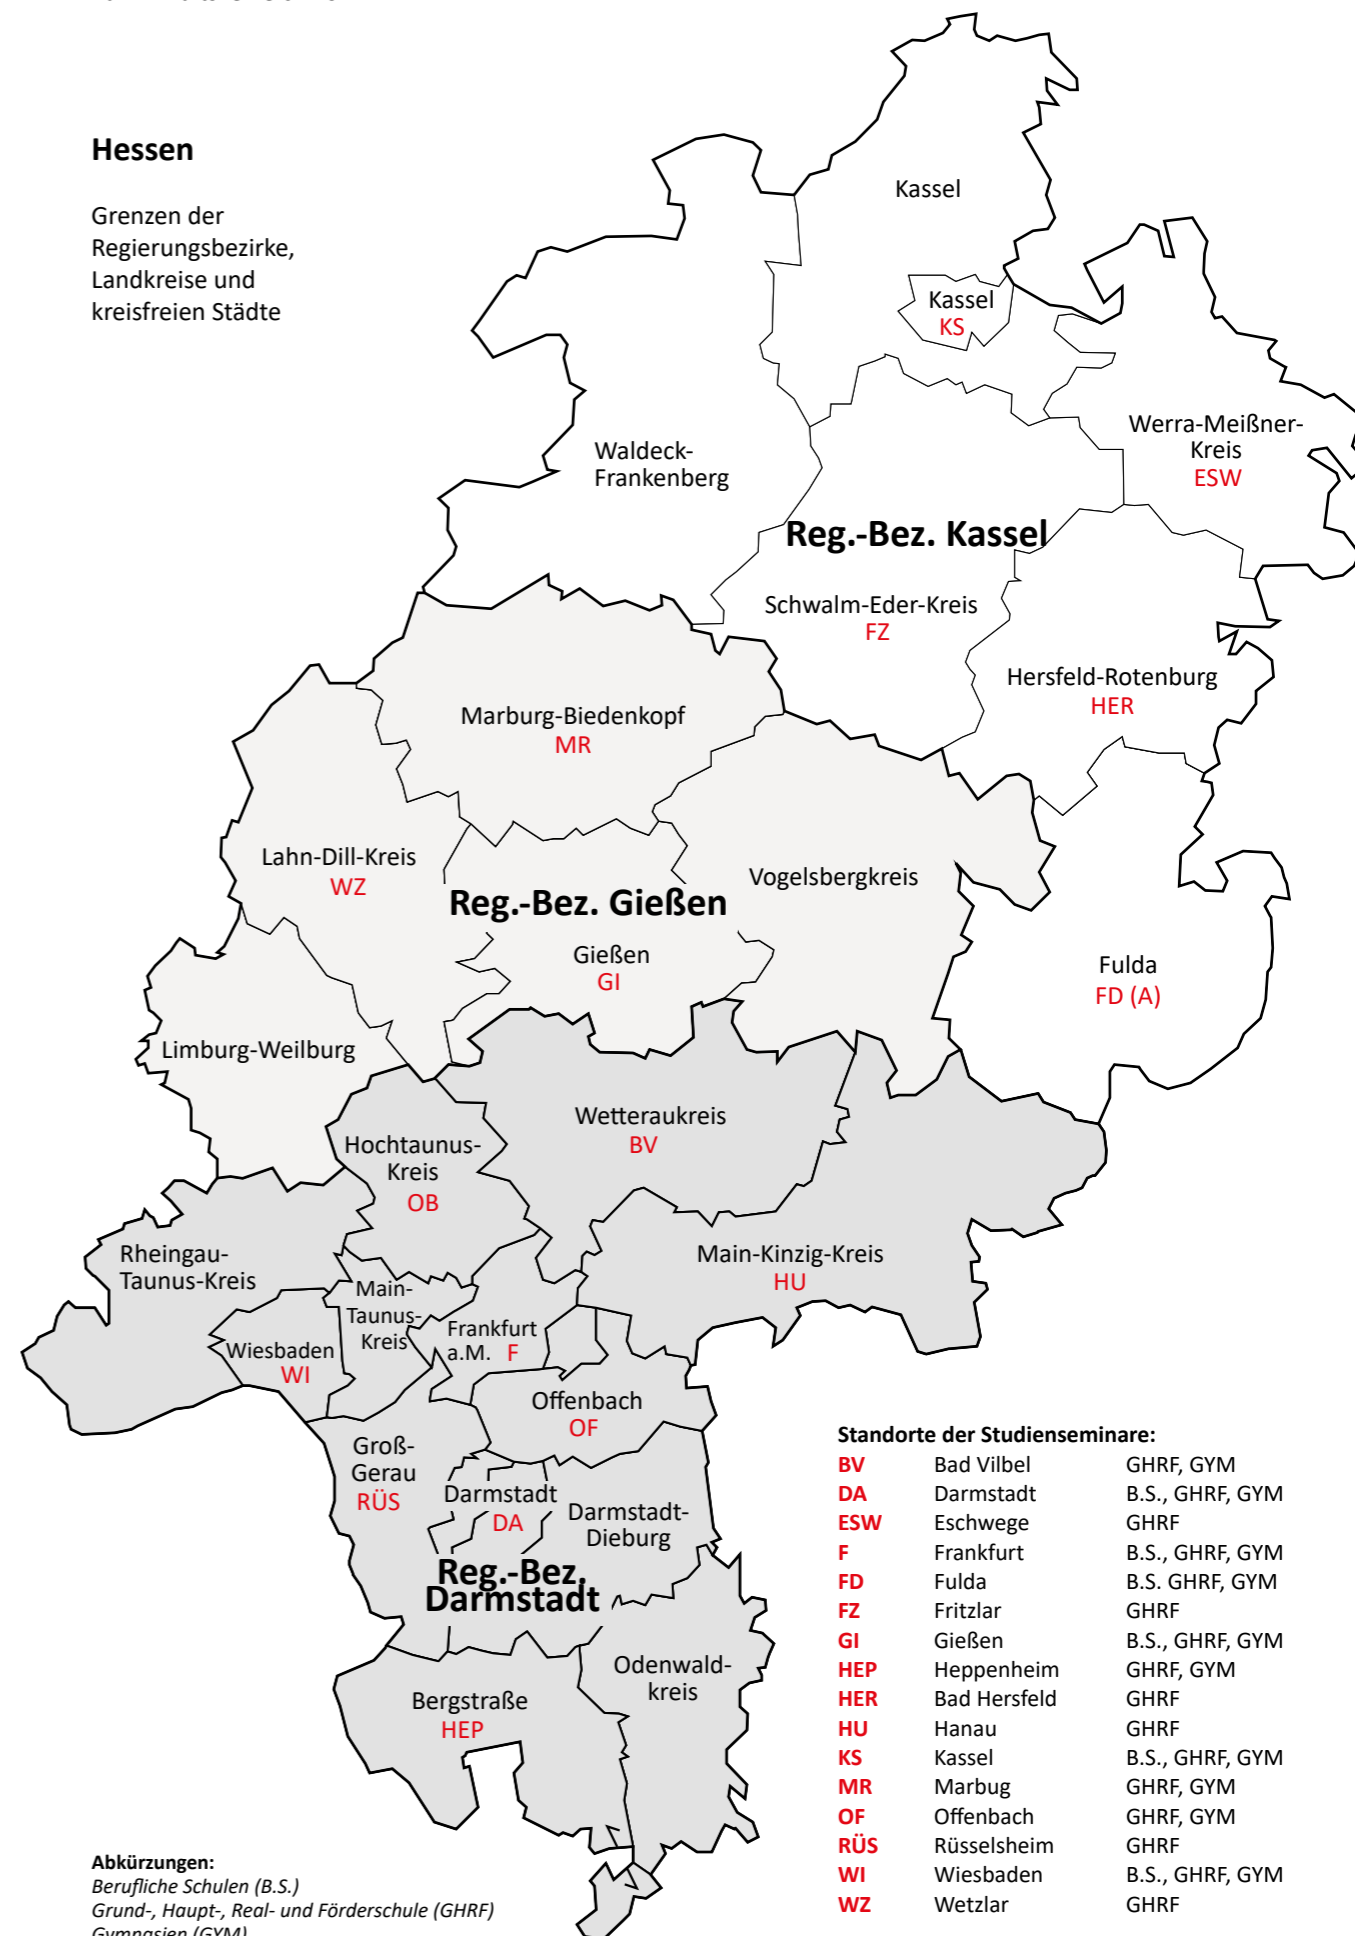 Hessen
Grenzen der
Regierungsbezirke,
Landkreise und
kreisfreien Städte
Kassel
Kassel
KS
Werra-Meißner-
Kreis
ESW
Waldeck-
Frankenberg
Reg.-Bez. Kassel
Schwalm-Eder-Kreis
FZ
Hersfeld-Rotenburg
HER
Marburg-Biedenkopf
MR
Lahn-Dill-Kreis
WZ
Vogelsbergkreis
Reg.-Bez. Gießen
Gießen
GI
Fulda
FD (A)
Limburg-Weilburg
Wetteraukreis
BV
Hochtaunus-
Kreis
OB
Rheingau-
Taunus-Kreis
Main-Kinzig-Kreis
HU
Main-
Taunus-
Kreis
Frankfurt
a.M. F
Wiesbaden
WI
Offenbach
OF
Groß-
Gerau
RÜS
Darmstadt
DA
Darmstadt-
Dieburg
Reg.-Bez.
Darmstadt
Odenwald-
kreis
Bergstraße
HEP
Standorte der Studienseminare:
BV Bad Vilbel GHRF, GYM
DA Darmstadt B.S., GHRF, GYM
ESW Eschwege GHRF
F Frankfurt B.S., GHRF, GYM
FD Fulda B.S. GHRF, GYM
FZ Fritzlar GHRF
GI Gießen B.S., GHRF, GYM
HEP Heppenheim GHRF, GYM
HER Bad Hersfeld GHRF
HU Hanau GHRF
KS Kassel B.S., GHRF, GYM
MR Marbug GHRF, GYM
OF Offenbach GHRF, GYM
RÜS Rüsselsheim GHRF
WI Wiesbaden B.S., GHRF, GYM
WZ Wetzlar GHRF
Abkürzungen:
Berufliche Schulen (B.S.)
Grund-, Haupt-, Real- und Förderschule (GHRF)
Gymnasien (GYM)